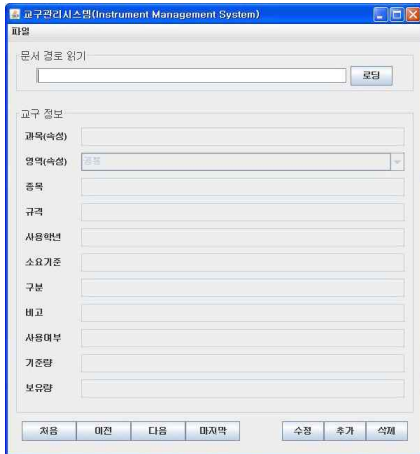 교구관리시스템(Instrument Management System)
파일
문서 경로 읽기
로딩
교구 정보
과목(속성)
영역(속성) 공통
종목
규격
사용학년
소요기준
구분
비고
사용여부
기준량
보유량
처음 이전 다음 마지막 수정 추가 삭제